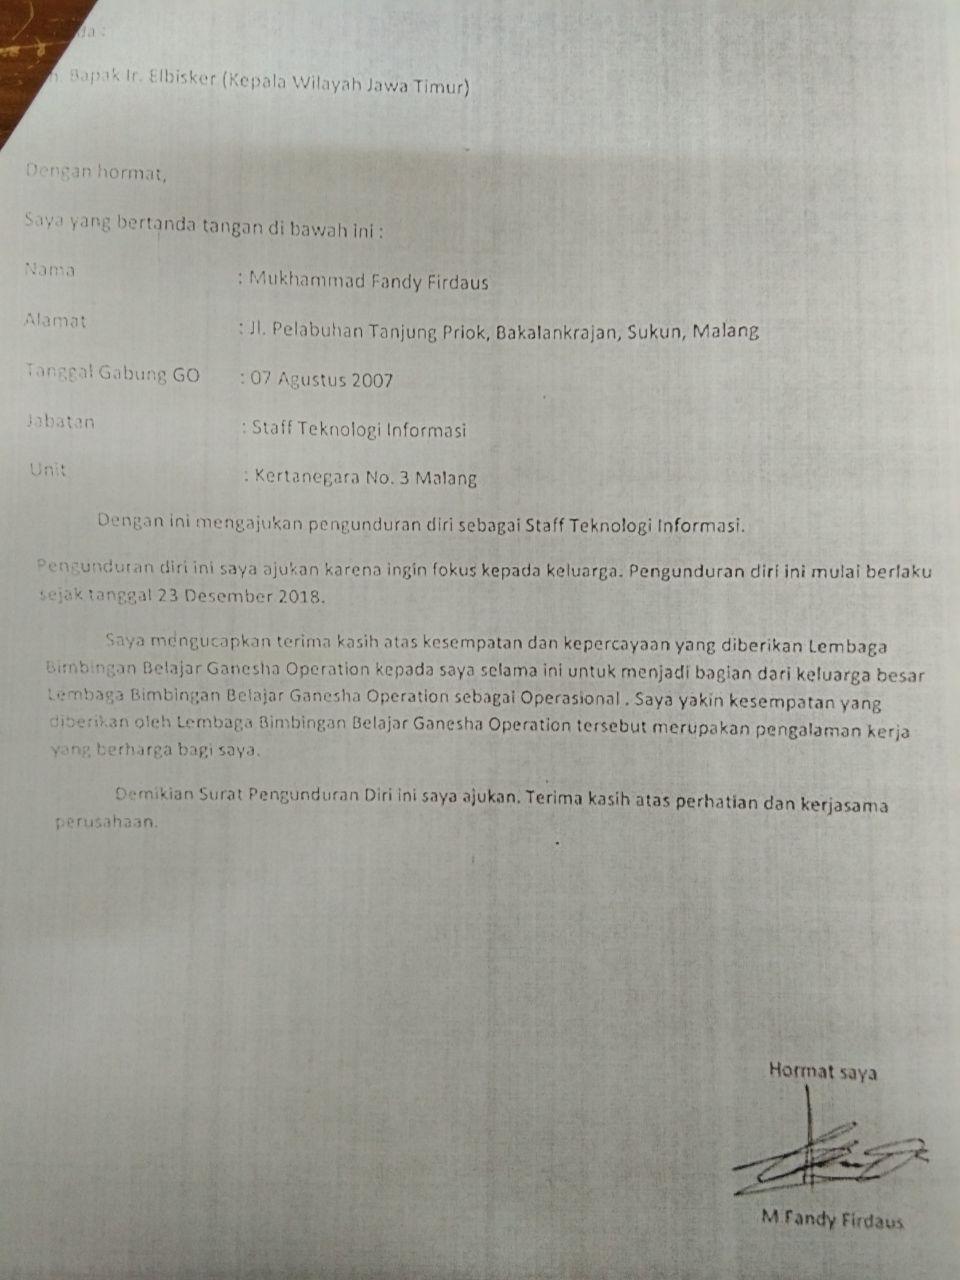 Bapak Ir. Elbisker (Kepala Wilayah Jawa Timur)
Dengan hormat,
Saya yang bertanda tangan di bawah ini :
Nama : Mukhammad Fandy Firdaus
Alamat : Jl. Pelabuhan Tanjung Priok, Bakalankrajan, Sukun, Malang
Tanggal Gabung GO : 07 Agustus 2007
Jabatan : Staff Teknologi Informasi
Unit : Kertanegara No. 3 Malang
Dengan ini mengajukan pengunduran diri sebagai Staff Teknologi Informasi.
Pengunduran diri ini saya ajukan karena ingin fokus kepada keluarga. Pengunduran diri ini mulai berlaku
sejak tanggal 23 Desember 2018.
Saya mengucapkan terima kasih atas kesempatan dan kepercayaan yang diberikan Lembaga
Bimbingan Belajar Ganesha Operation kepada saya selama ini untuk menjadi bagian dari keluarga besar
Lembaga Bimbingan Belajar Ganesha Operation sebagai Operasional . Saya yakin kesempatan yang
diberikan oleh Lembaga Bimbingan Belajar Ganesha Operation tersebut merupakan pengalaman kerja
yang berharga bagi saya.
Demikian Surat Pengunduran Diri ini saya ajukan. Terima kasih atas perhatian dan kerjasama
perusahaan.
Hormat saya
M Fandy Firdaus